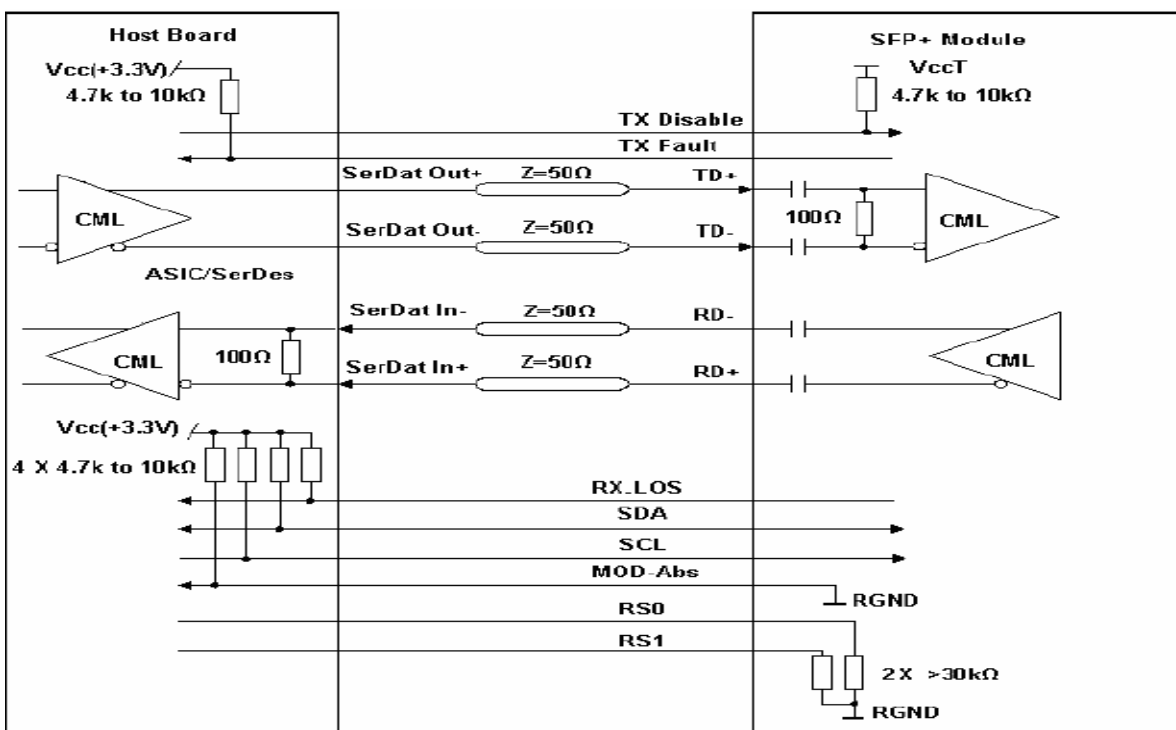 Host Board
SFP+ Module
Vcc(+3.3V)
4.7k to 10kΩ
VccT
4.7k to 10kΩ
TX Disable
TX Fault
SerDat Out+
Z=50Ω
TD+
CML
100Ω
CML
SerDat Out-
Z=50Ω
TD-
ASIC/SerDes
SerDat In-
Z=50Ω
RD-
100Ω
CML
CML
SerDat In+
Z=50Ω
RD+
Vcc(+3.3V)
4 X 4.7k to 10kΩ
RX_LOS
SDA
SCL
MOD-Abs
RGND
RS0
RS1
2X >30kΩ
RGND